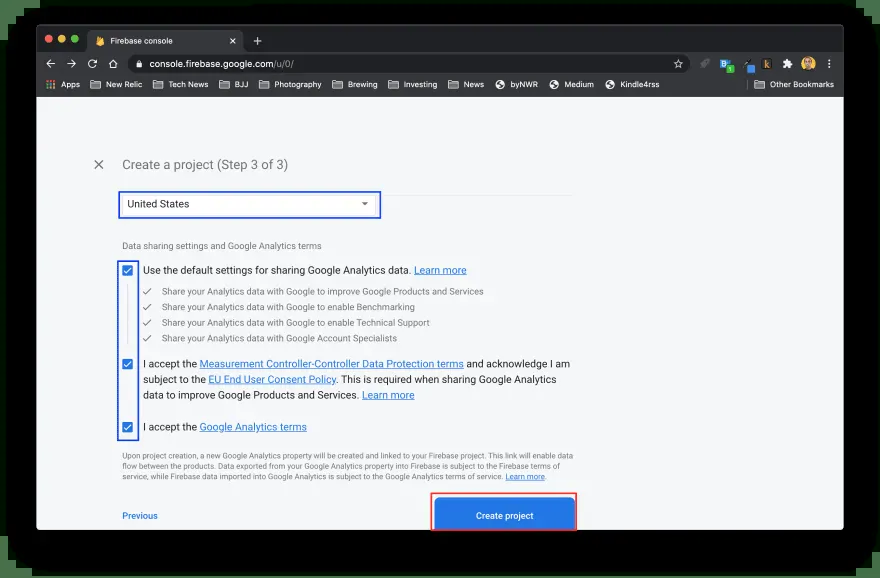 Firebase console
console.firebase.google.com/u/0/
Apps New Relic Tech News BJJ Photography Brewing Investing News byNWR Medium Kindle4rss Other Bookmarks
Create a project (Step 3 of 3)
United States
Data sharing settings and Google Analytics terms
Use the default settings for sharing Google Analytics data. Learn more
Share your Analytics data with Google to improve Google Products and Services
Share your Analytics data with Google to enable Benchmarking
Share your Analytics data with Google to enable Technical Support
Share your Analytics data with Google Account Specialists
I accept the Measurement Controller-Controller Data Protection terms and acknowledge I am
subject to the EU End User Consent Policy. This is required when sharing Google Analytics
data to improve Google Products and Services. Learn more
I accept the Google Analytics terms
Upon project creation, a new Google Analytics property will be created and linked to your Firebase project. This link will enable data
flow between the products. Data exported from your Google Analytics property into Firebase is subject to the Firebase terms of
service, while Firebase data imported into Google Analytics is subject to the Google Analytics terms of service. Learn more.
Previous
Create project